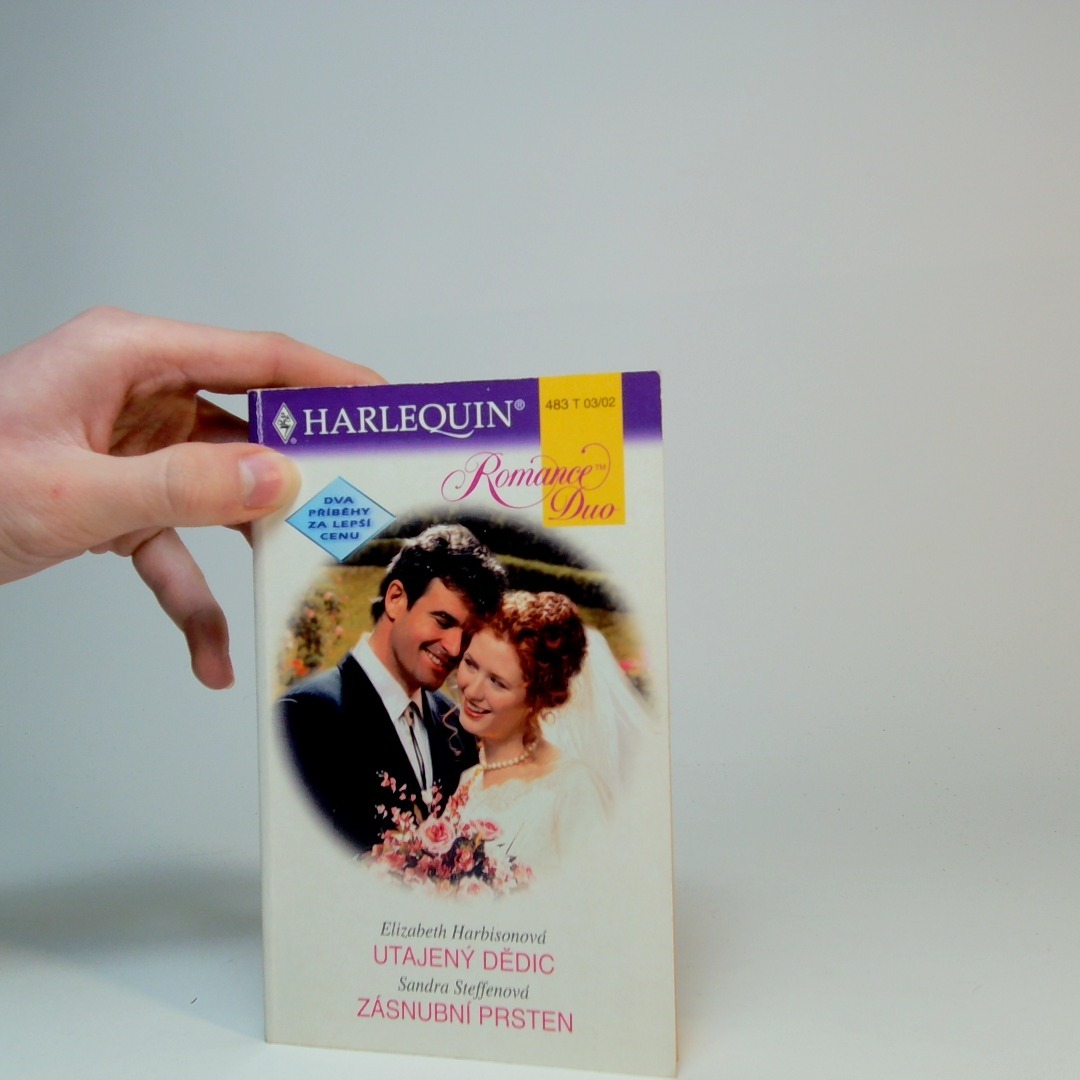 HARLEQUIN®
483 T 03/02
Romance™
Duo
DVA
PŘÍBĚHY
ZA LEPŠÍ
CENU
Elizabeth Harbisonová
UTAJENÝ DĚDIC
Sandra Steffenová
ZÁSNUBNÍ PRSTEN